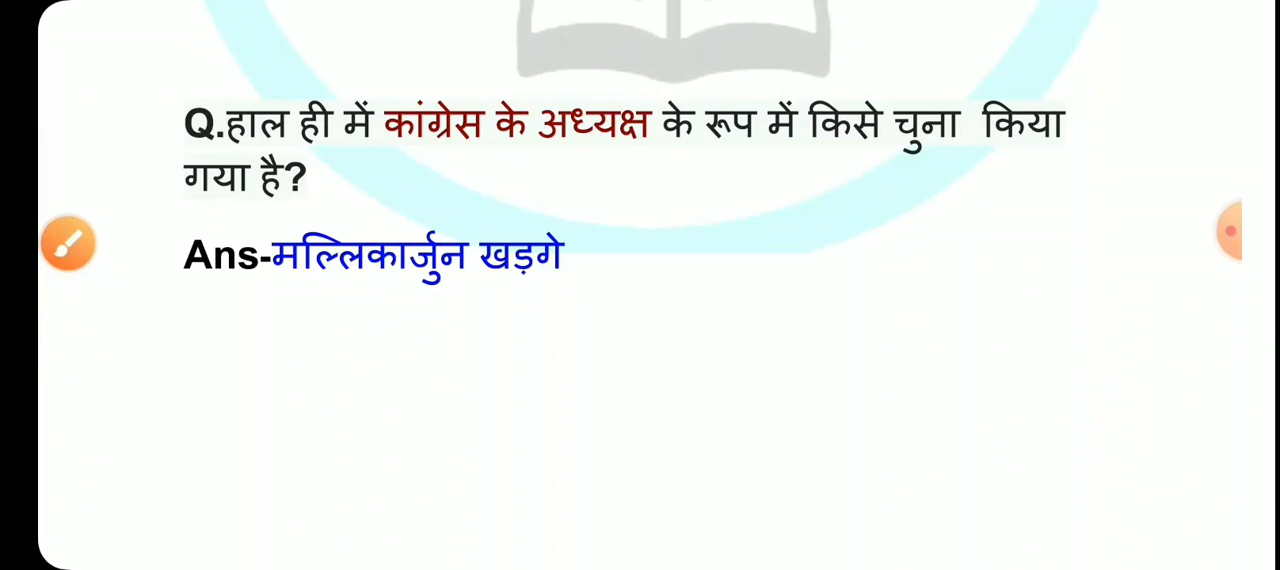 Q.हाल ही में कांग्रेस के अध्यक्ष के रूप में किसे चुना  किया
गया है?
Ans-मल्लिकार्जुन खड़गे